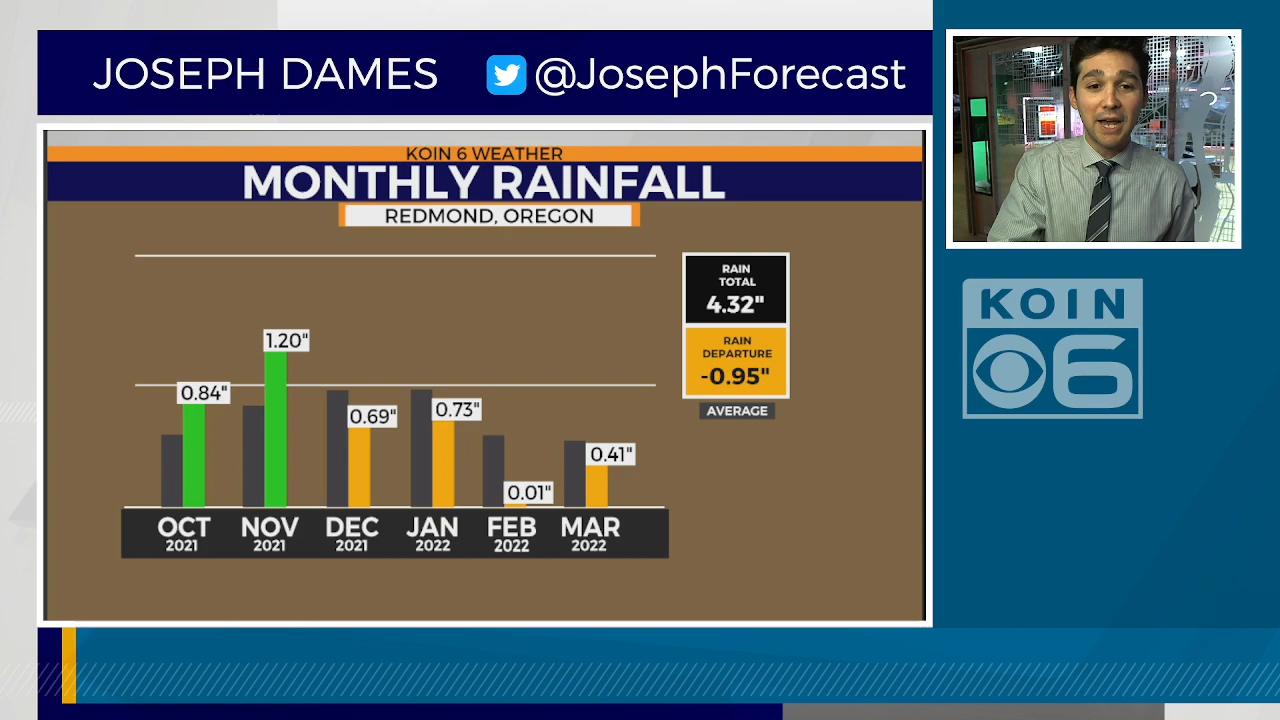 JOSEPH DAMES @JosephForecast
KOIN 6 WEATHER
MONTHLY RAINFALL
REDMOND, OREGON
RAIN
TOTAL
4.32"
RAIN
DEPARTURE
-0.95"
AVERAGE
0.84"
1.20"
0.69"
0.73"
0.01"
0.41"
OCT NOV DEC JAN FEB MAR
2021 2021 2021 2022 2022 2022
KOIN
6